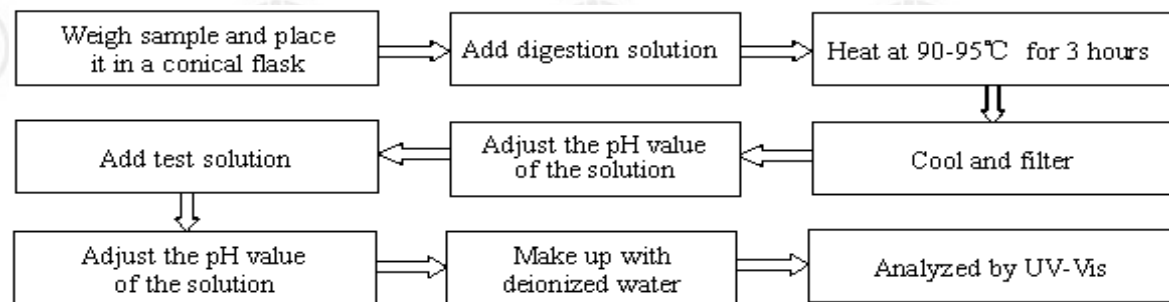 Weigh sample and place
it in a conical flask
Add digestion solution
Heat at 90-95℃ for 3 hours
Cool and filter
Adjust the pH value
of the solution
Add test solution
Adjust the pH value
of the solution
Make up with
deionized water
Analyzed by UV-Vis